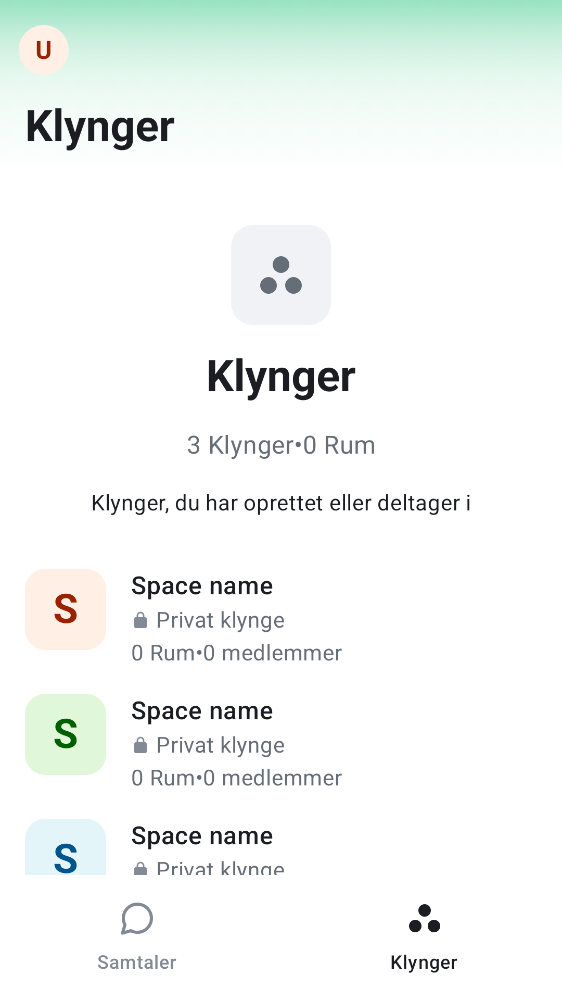 U
Klynger
Klynger
3 Klynger•0 Rum
Klynger, du har oprettet eller deltager i
S
Space name
Privat klynge
0 Rum•0 medlemmer
S
Space name
Privat klynge
0 Rum•0 medlemmer
S
Space name
Privat klynge
Samtaler
Klynger